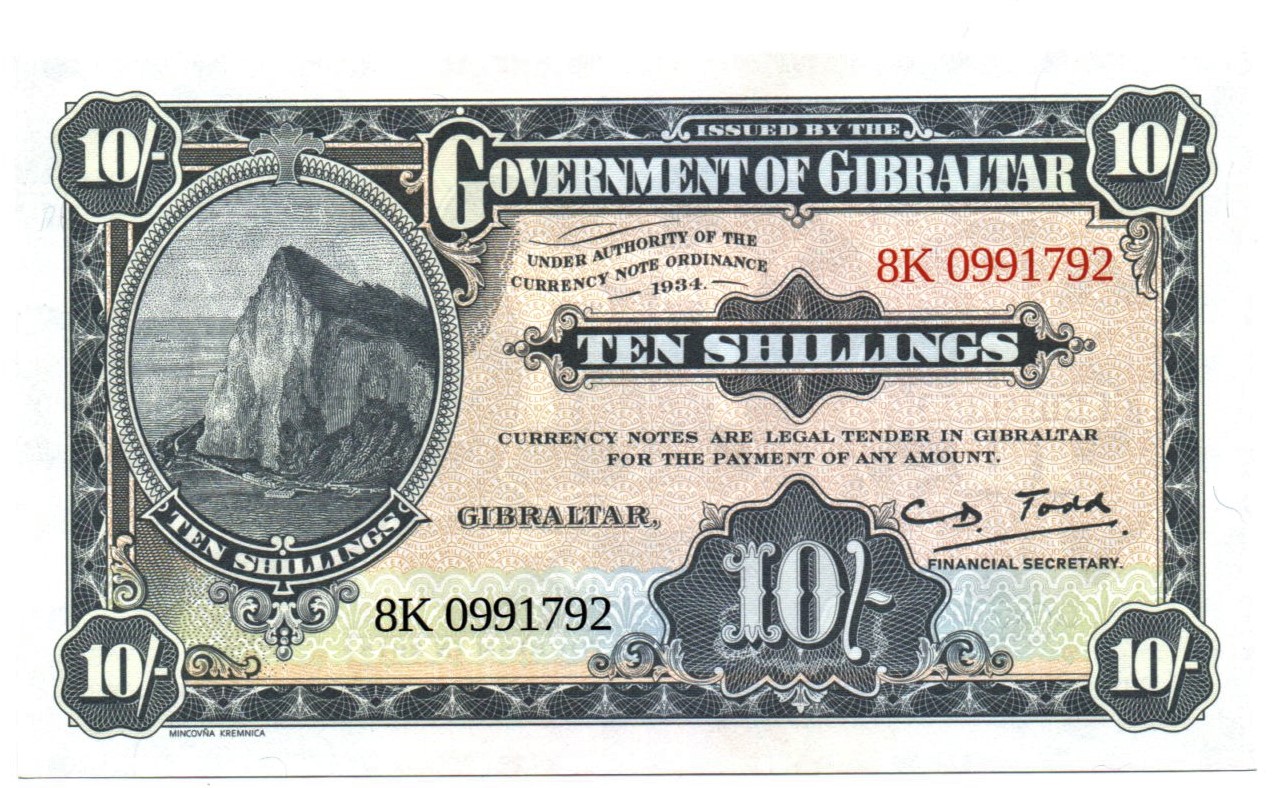 ISSUED BY THE
10/- GOVERNMENT OF GIBRALTAR 10/-
UNDER AUTHORITY OF THE
CURRENCY NOTE ORDINANCE
1934.
8K 0991792
TEN SHILLINGS
CURRENCY NOTES ARE LEGAL TENDER IN GIBRALTAR
FOR THE PAYMENT OF ANY AMOUNT.
GIBRALTAR,
C D. Todd.
FINANCIAL SECRETARY.
TEN SHILLINGS
8K 0991792
10/-
10/- 10/-
MINCOVŇA KREMNICA